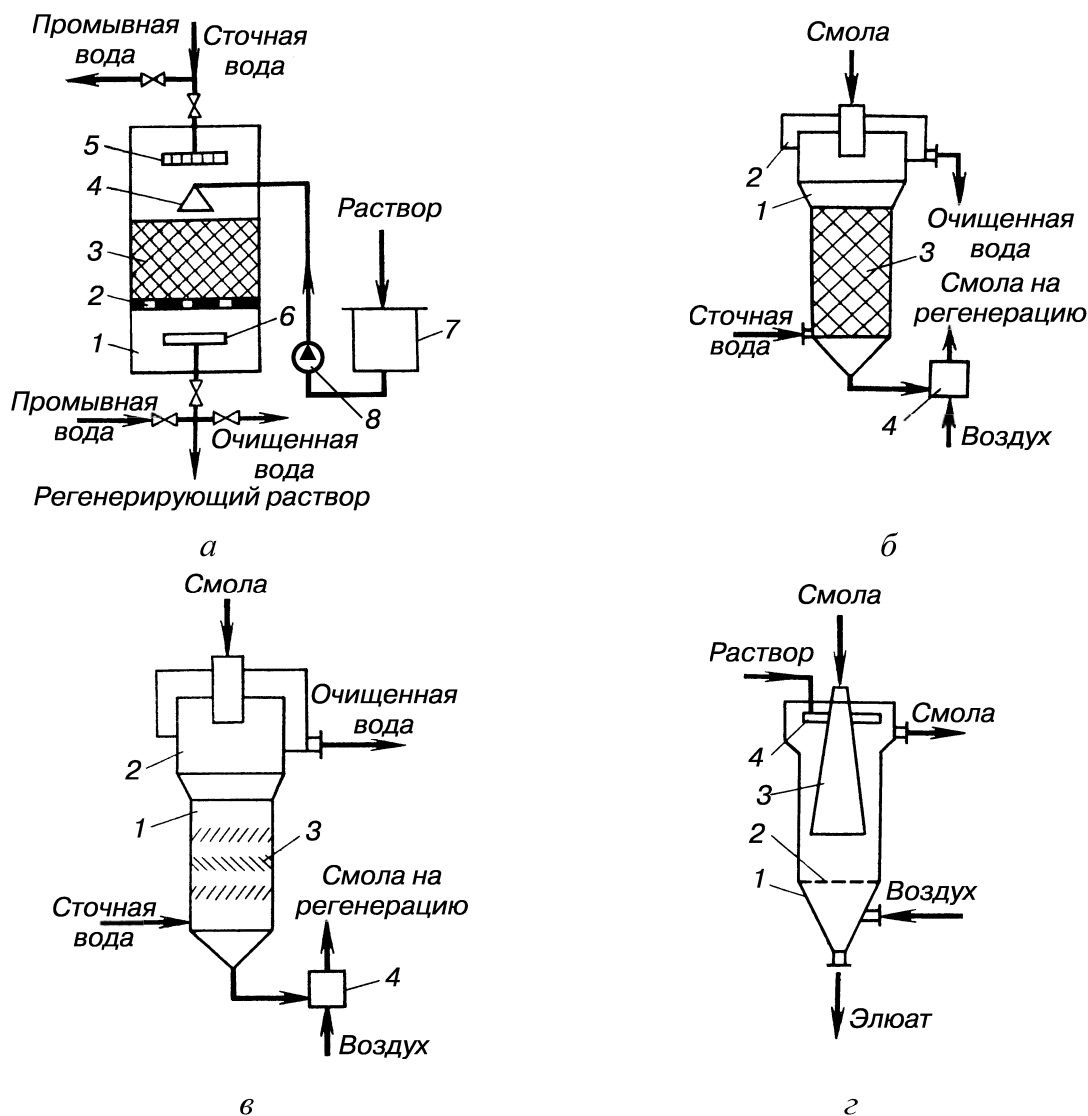 Промывная
вода
Сточная
вода
5
4
3
2
1
6
Раствор
7
8
Промывная
вода
Очищенная
вода
Регенерирующий раствор
а
Смола
2
1
3
Очищенная
вода
Смола на
регенерацию
Сточная
вода
4
Воздух
б
Смола
Очищенная
вода
2
1
3
Смола на
регенерацию
Сточная
вода
4
Воздух
в
Смола
Раствор
Смола
4
3
2
1
Воздух
Элюат
г